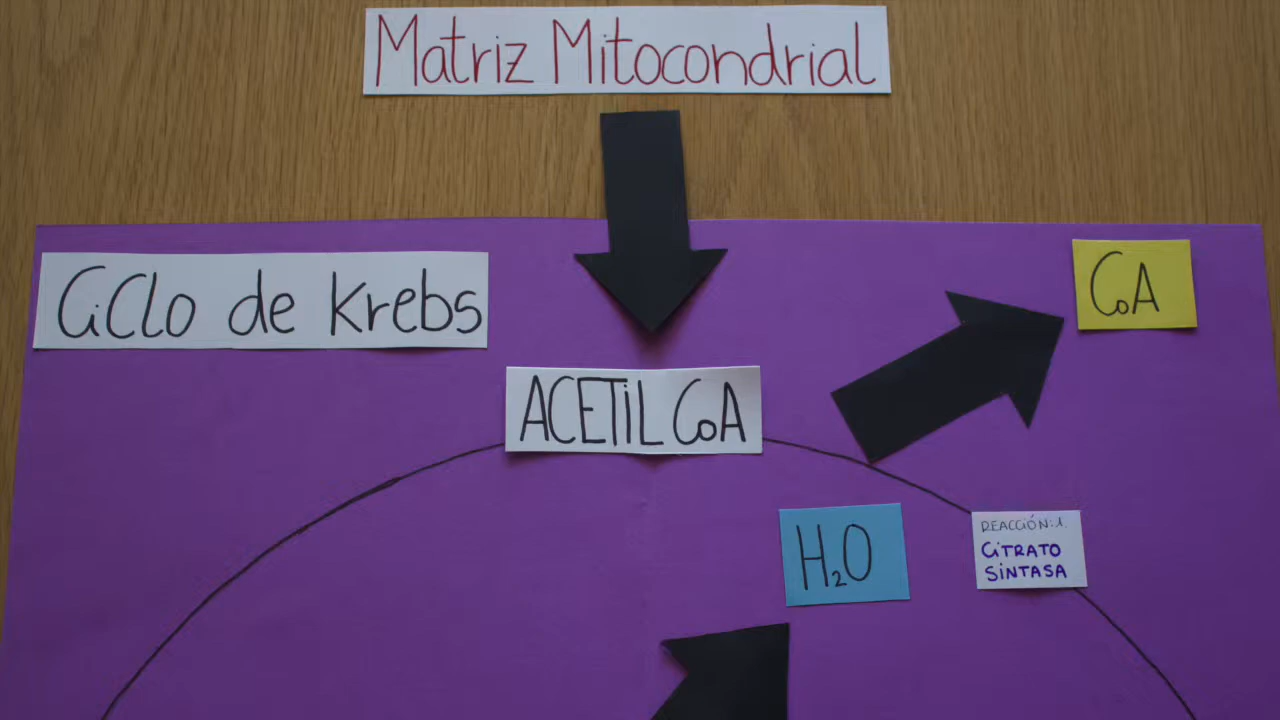 Matriz Mitocondrial
Ciclo de Krebs
CoA
ACETIL CoA
H₂O
REACCIÓN:1.
CITRATO
SINTASA